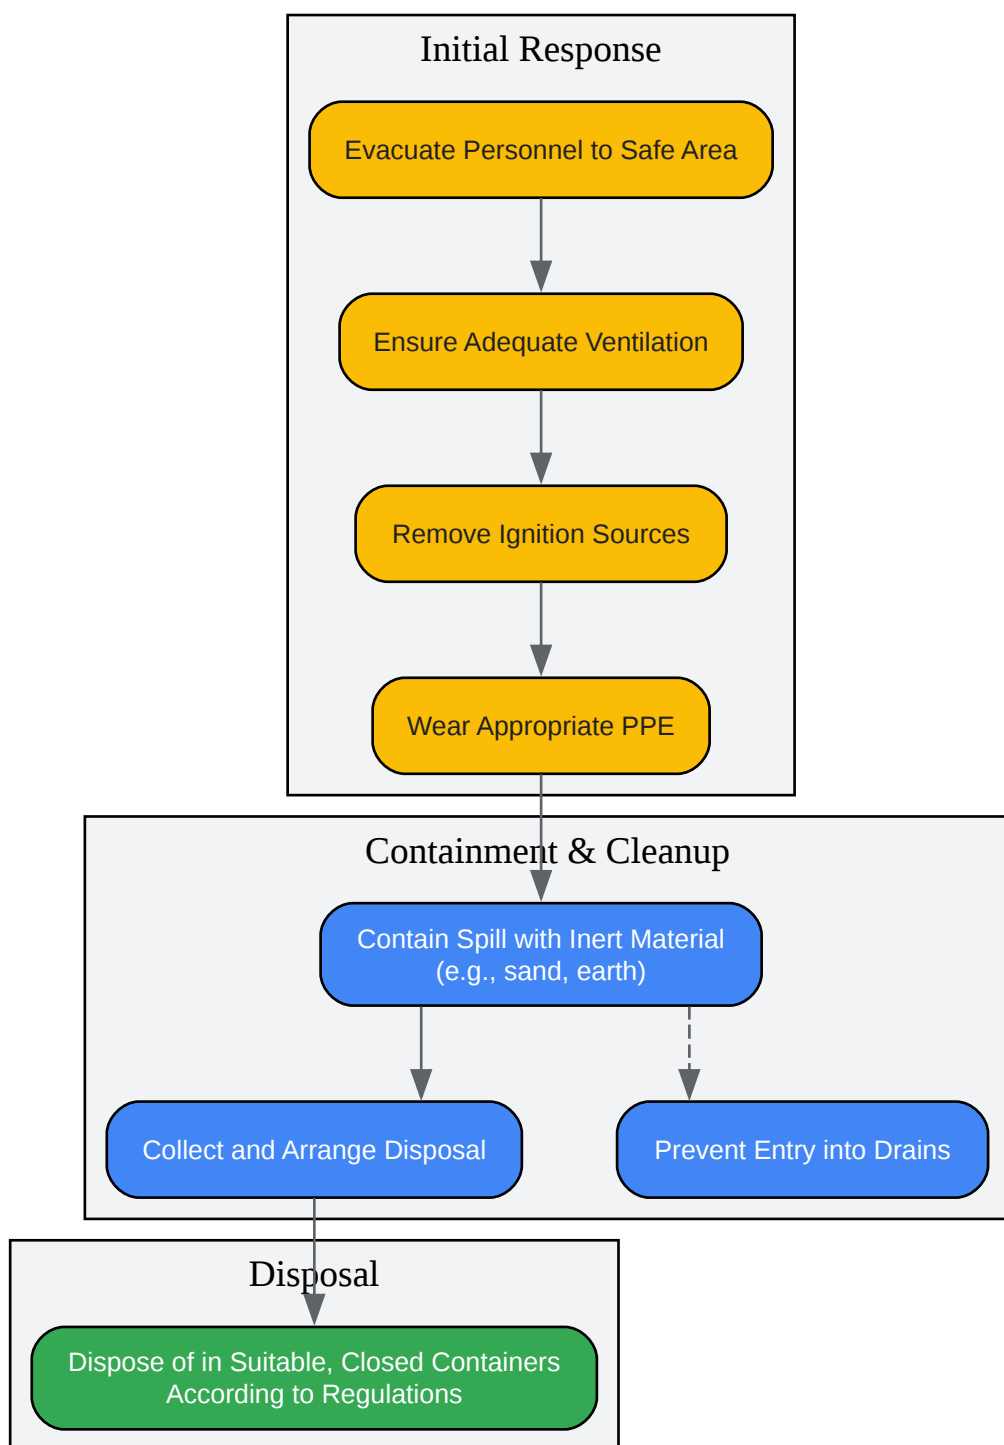 Initial Response
Evacuate Personnel to Safe Area
Ensure Adequate Ventilation
Remove Ignition Sources
Wear Appropriate PPE
Containment & Cleanup
Contain Spill with Inert Material
(e.g., sand, earth)
Collect and Arrange Disposal
Prevent Entry into Drains
Disposal
Dispose of in Suitable, Closed Containers
According to Regulations